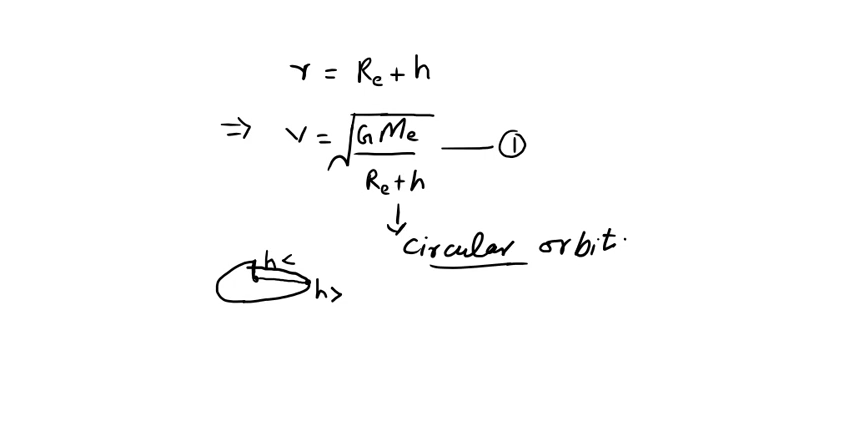 r = Re + h
⇒ v = √(GMe / Re+h) —— ①
↓
circular orbit.
h <
h >